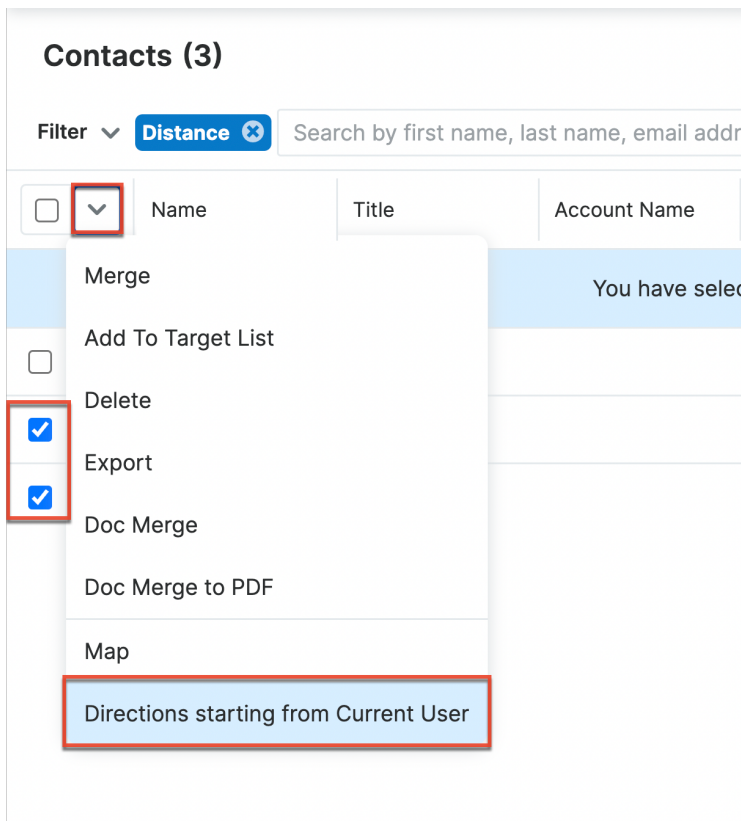 Contacts (3)
Filter Distance Search by first name, last name, email addr
Name Title Account Name
You have selec
Merge
Add To Target List
Delete
Export
Doc Merge
Doc Merge to PDF
Map
Directions starting from Current User